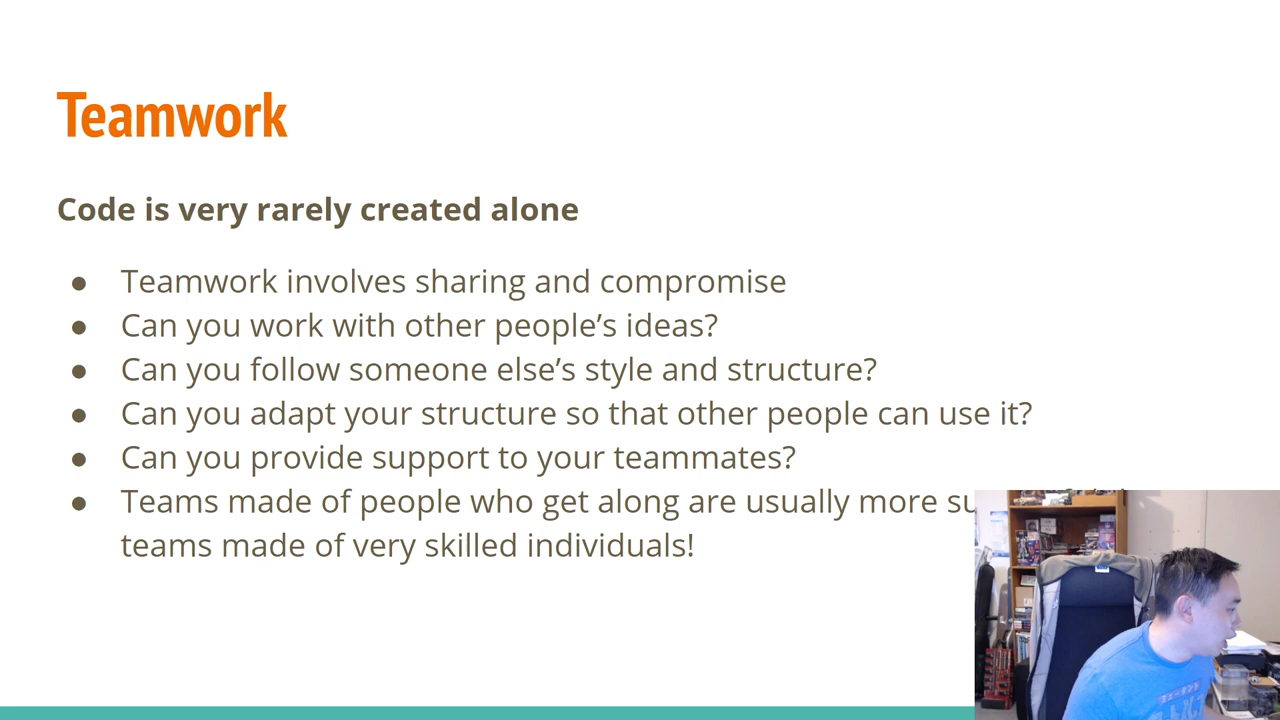 Teamwork
Code is very rarely created alone
● Teamwork involves sharing and compromise
● Can you work with other people's ideas?
● Can you follow someone else's style and structure?
● Can you adapt your structure so that other people can use it?
● Can you provide support to your teammates?
● Teams made of people who get along are usually more
teams made of very skilled individuals!